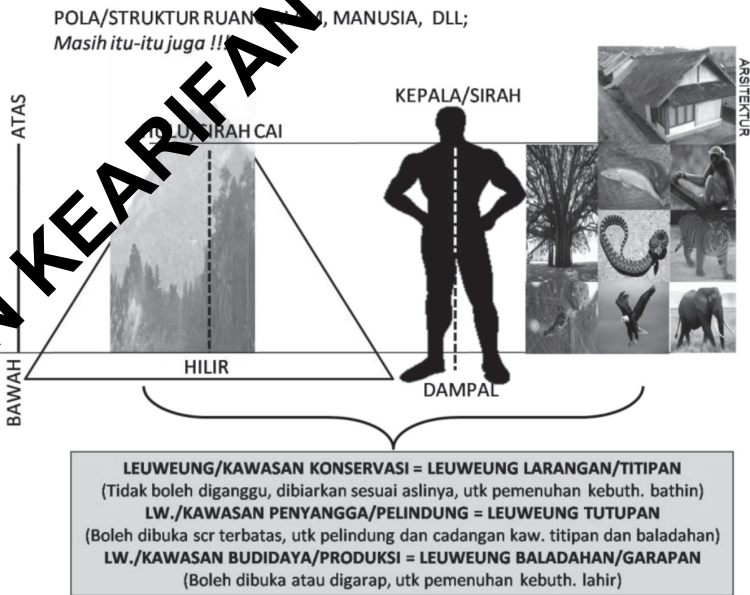 POLA/STRUKTUR MANUSIA, DLL;
Masih itu-itu juga !!!
KEARIFAN
ATAS
BAWAH
HULU/SIRAH CAI
HILIR
KEPALA/SIRAH
DAMPAL
ARSITEKTUR
LEUWEUNG/KAWASAN KONSERVASI = LEUWEUNG LARANGAN/TITIPAN
(Tidak boleh diganggu, dibiarkan sesuai aslinya, utk pemenuhan kebuth. bathin)
LW./KAWASAN PENYANGGA/PELINDUNG = LEUWEUNG TUTUPAN
(Boleh dibuka scr terbatas, utk pelindung dan cadangan kaw. titipan dan baladahan)
LW./KAWASAN BUDIDAYA/PRODUKSI = LEUWEUNG BALADAHAN/GARAPAN
(Boleh dibuka atau digarap, utk pemenuhan kebuth. lahir)